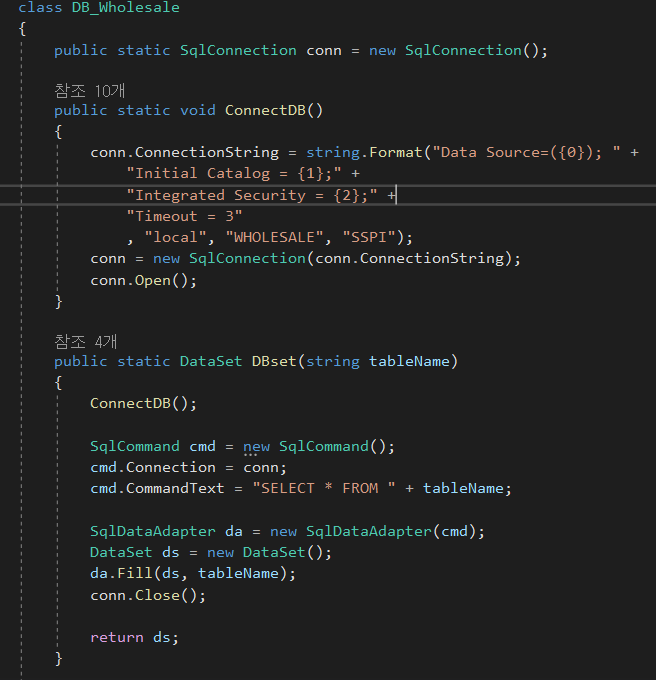 class DB_Wholesale
{
public static SqlConnection conn = new SqlConnection();
참조 10개
public static void ConnectDB()
{
conn.ConnectionString = string.Format("Data Source=({0}); " +
"Initial Catalog = {1};" +
"Integrated Security = {2};" +
"Timeout = 3"
, "local", "WHOLESALE", "SSPI");
conn = new SqlConnection(conn.ConnectionString);
conn.Open();
}
참조 4개
public static DataSet DBset(string tableName)
{
ConnectDB();
SqlCommand cmd = new SqlCommand();
cmd.Connection = conn;
cmd.CommandText = "SELECT * FROM " + tableName;
SqlDataAdapter da = new SqlDataAdapter(cmd);
DataSet ds = new DataSet();
da.Fill(ds, tableName);
conn.Close();
return ds;
}